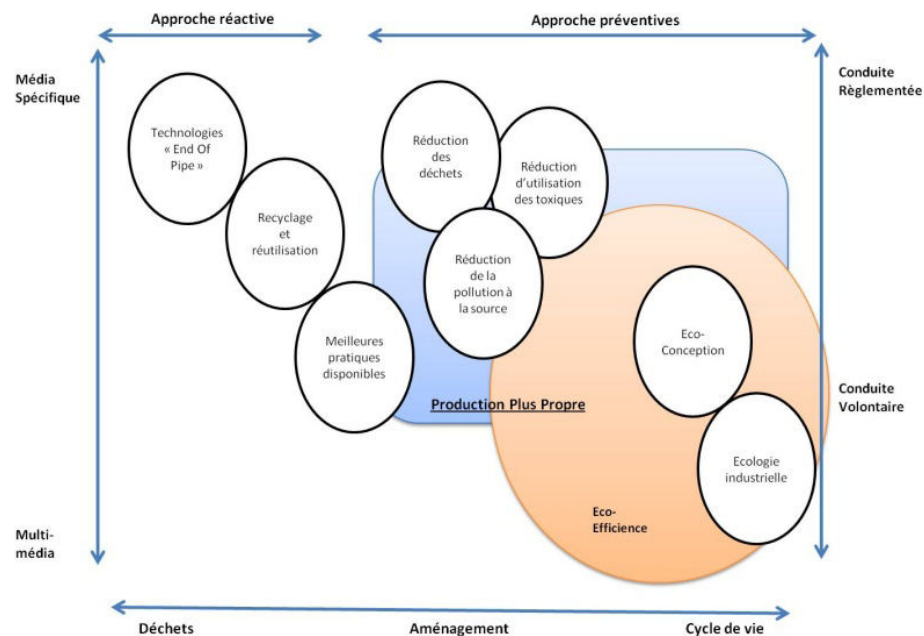 Approche réactive
Approche préventives
Média
Spécifique
Conduite
Règlementée
Technologies
« End Of
Pipe »
Réduction
des
déchets
Réduction
d'utilisation
des toxiques
Recyclage
et
réutilisation
Réduction
de la
pollution à
la source
Meilleures
pratiques
disponibles
Eco-
Conception
Production Plus Propre
Conduite
Volontaire
Ecologie
industrielle
Eco-
Efficience
Multi-
média
Déchets
Aménagement
Cycle de vie